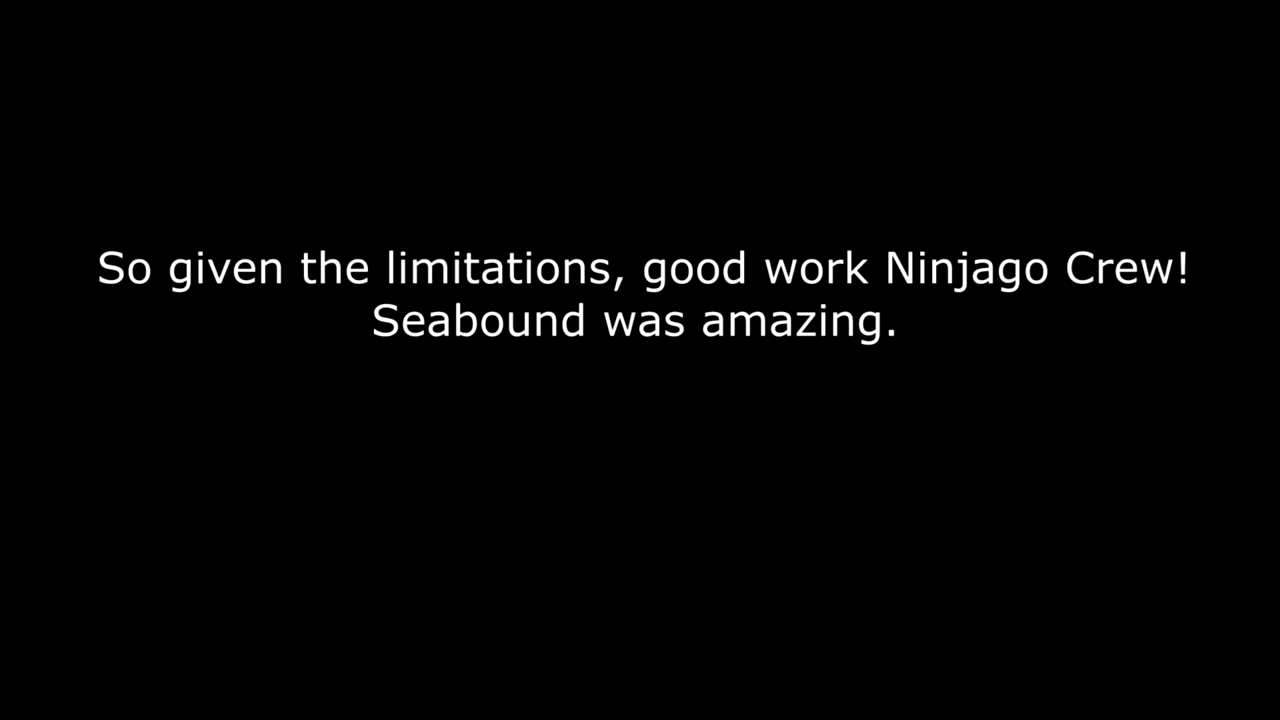 So given the limitations, good work Ninjago Crew!
Seabound was amazing.